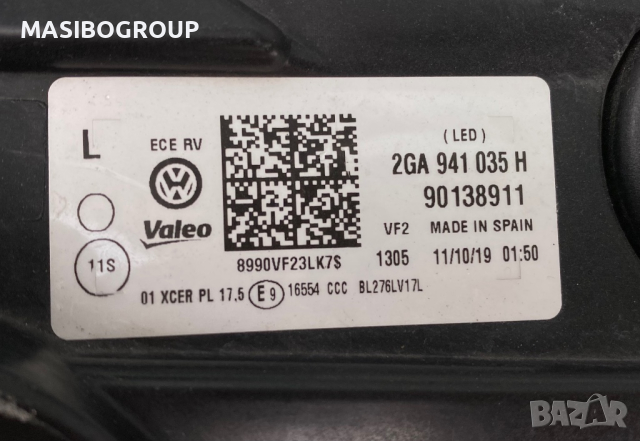 MASIBOGROUP
L
ECE RV
(LED)
2GA 941 035 H
90138911
Valeo
VF2 MADE IN SPAIN
11S
8990VF23LK7$
1305 11/10/19 01:50
01 XCER PL 17.5 E9 16554 CCC BL276LV17L
BAZAR